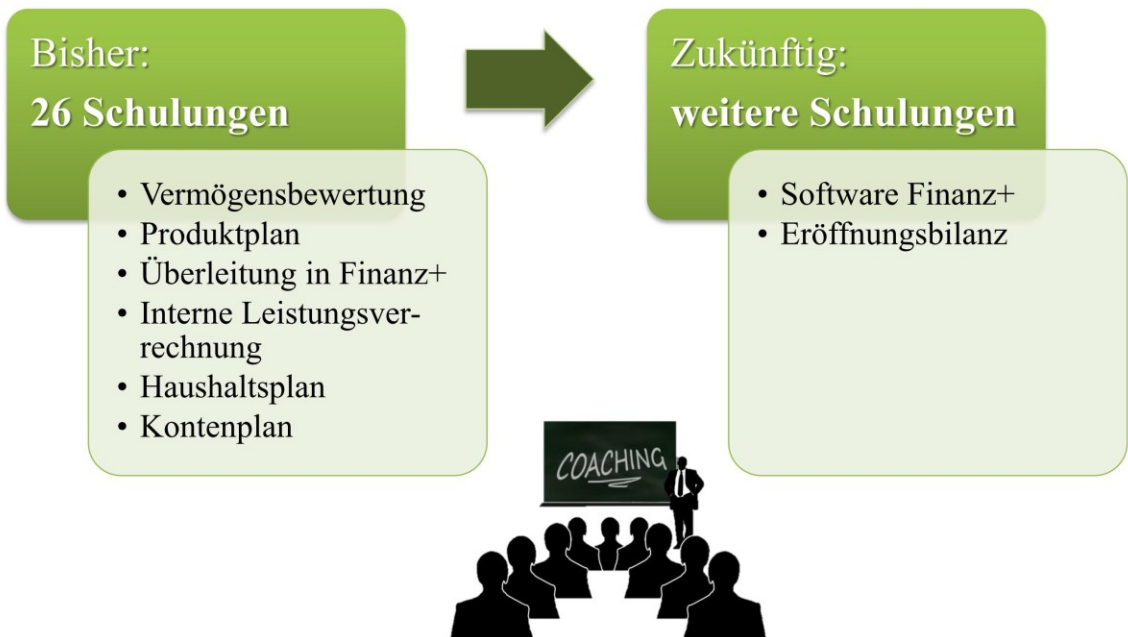 Bisher:
26 Schulungen
• Vermögensbewertung
• Produktplan
• Überleitung in Finanz+
• Interne Leistungsver-
rechnung
• Haushaltsplan
• Kontenplan
Zukünftig:
weitere Schulungen
• Software Finanz+
• Eröffnungsbilanz
COACHING